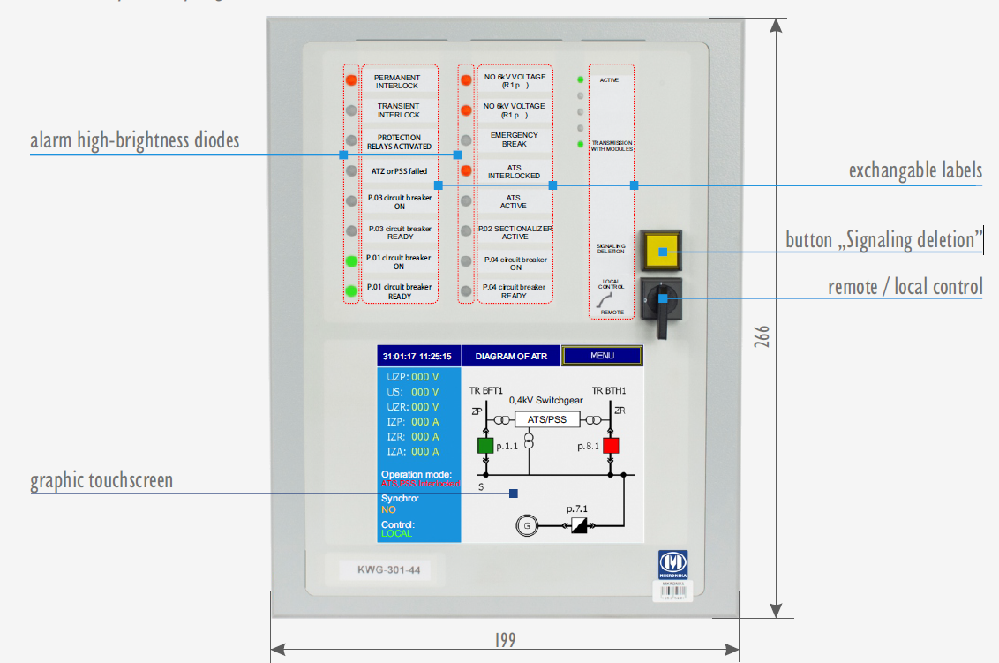 PERMANENT
INTERLOCK
TRANSIENT
INTERLOCK
PROTECTION
RELAYS ACTIVATED
ATZ or PSS failed
P.03 circuit breaker
ON
P.03 circuit breaker
READY
P.01 circuit breaker
ON
P.01 circuit breaker
READY
NO 6kV VOLTAGE
(R1 p...)
NO 6kV VOLTAGE
(R1 p...)
EMERGENCY
BREAK
ATS
INTERLOCKED
ATS
ACTIVE
P.02 SECTIONALIZER
ACTIVE
P.04 circuit breaker
ON
P.04 circuit breaker
READY
ACTIVE
TRANSMISSION
WITH MODULES
SIGNALING
DELETION
LOCAL
CONTROL
REMOTE
alarm high-brightness diodes
exchangable labels
button „Signaling deletion”
remote / local control
266
graphic touchscreen
31:01:17 11:25:15
DIAGRAM OF ATR
MENU
UZP: 000 V
US: 000 V
UZR: 000 V
IZP: 000 A
IZR: 000 A
IZA: 000 A
Operation mode:
ATS,PSS Interlocked
Synchro:
NO
Control:
LOCAL
TR BFT1
TR BTH1
0,4kV Switchgear
ZP
ATS/PSS
ZR
p.1.1
p.8.1
S
p.7.1
G
KWG-301-44
M
MIKRONIKA
MIKRONIKA
199